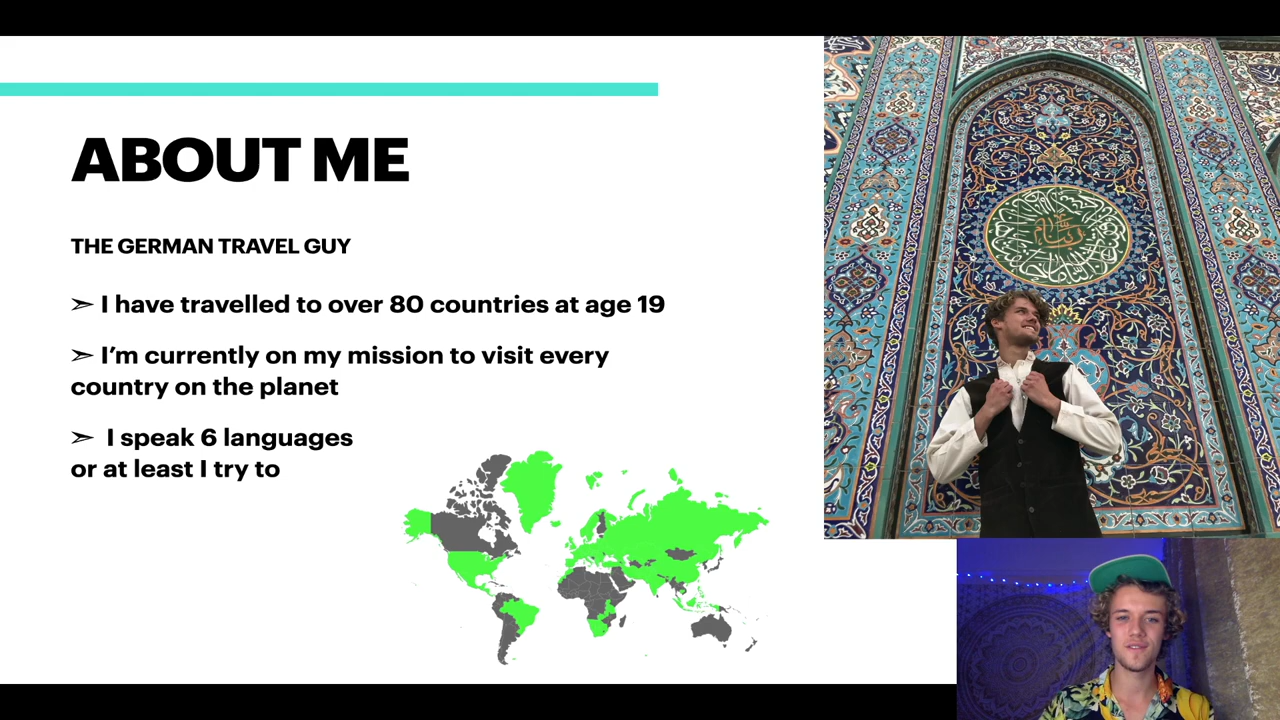 ABOUT ME
THE GERMAN TRAVEL GUY
➣ I have travelled to over 80 countries at age 19
➣ I’m currently on my mission to visit every
country on the planet
➣ I speak 6 languages
or at least I try to